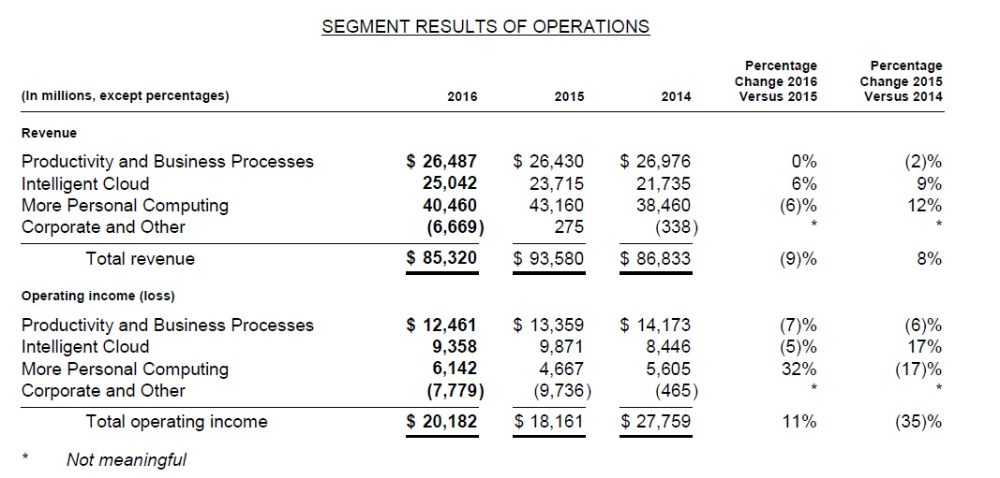 SEGMENT RESULTS OF OPERATIONS
Percentage Percentage
Change 2016 Change 2015
(In millions, except percentages) 2016 2015 2014 Versus 2015 Versus 2014
Revenue
Productivity and Business Processes $ 26,487 $ 26,430 $ 26,976 0% (2)%
Intelligent Cloud 25,042 23,715 21,735 6% 9%
More Personal Computing 40,460 43,160 38,460 (6)% 12%
Corporate and Other (6,669) 275 (338) * *
Total revenue $ 85,320 $ 93,580 $ 86,833 (9)% 8%
Operating income (loss)
Productivity and Business Processes $ 12,461 $ 13,359 $ 14,173 (7)% (6)%
Intelligent Cloud 9,358 9,871 8,446 (5)% 17%
More Personal Computing 6,142 4,667 5,605 32% (17)%
Corporate and Other (7,779) (9,736) (465) * *
Total operating income $ 20,182 $ 18,161 $ 27,759 11% (35)%
* Not meaningful